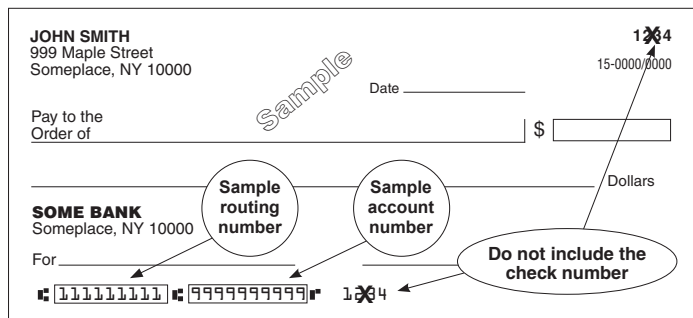 JOHN SMITH
999 Maple Street
Someplace, NY 10000
1234
15-0000/0000
Sample
Date
Pay to the
Order of
$
Dollars
Sample
routing
number
Sample
account
number
SOME BANK
Someplace, NY 10000
Do not include the
check number
For
⑆111111111⑆ 9999999999⑈ 1234